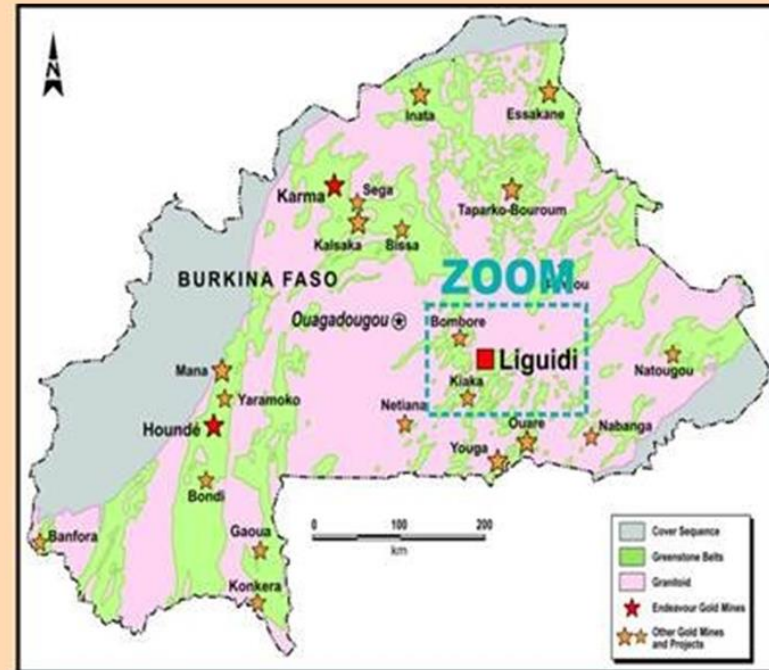 N
Inata
Essakane
Karma
Sega
Taparko-Bouroum
Kalsaka
Bissa
BURKINA FASO
ZOOM
Ouagadougou
Bombore
Liguidi
Mana
Kiaka
Natougou
Yaramoko
Netiana
Houndé
Ouare
Nabanga
Youga
Bondi
Gaoua
Banfora
Konkera
0 100 200
km
Cover Sequence
Greenstone Belts
Granitoid
Endeavour Gold Mines
Other Gold Mines
and Projects